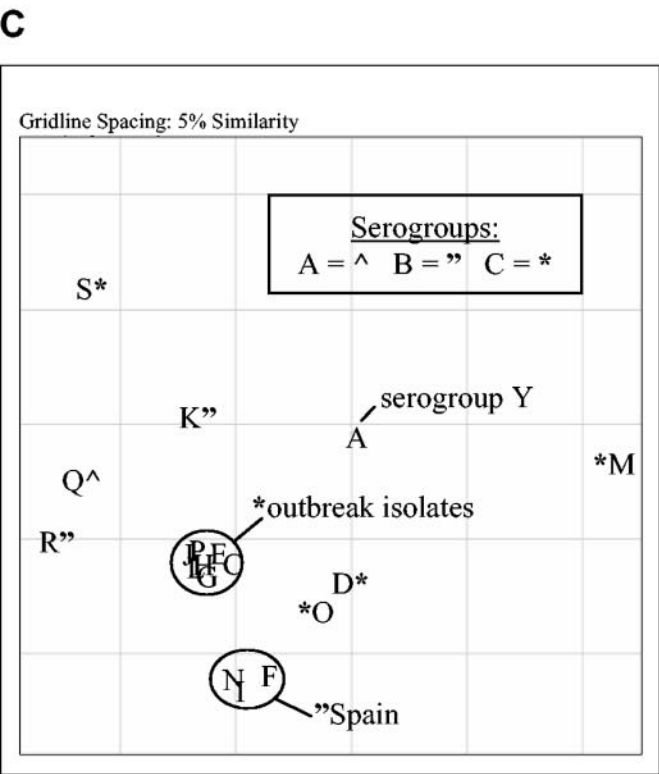 C
Gridline Spacing: 5% Similarity
Serogroups:
A = ^ B = ” C = *
S*
serogroup Y
K”
A
*M
Q^
*outbreak isolates
R”
J P E
L H C
G
D*
*O
N F
I
”Spain